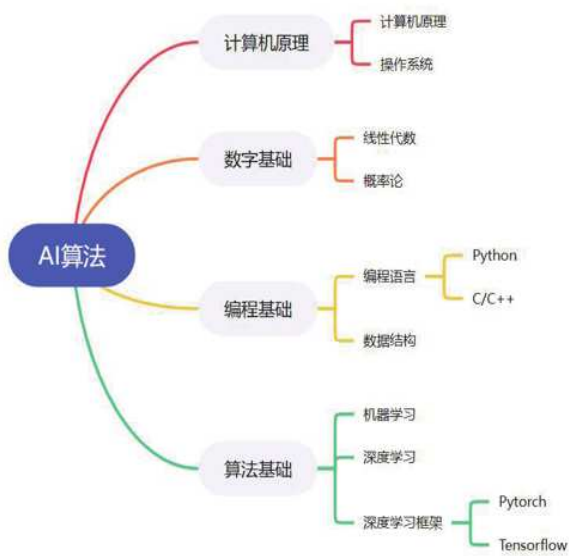 AI算法
计算机原理
计算机原理
操作系统
数字基础
线性代数
概率论
编程基础
编程语言
Python
C/C++
数据结构
算法基础
机器学习
深度学习
深度学习框架
Pytorch
Tensorflow